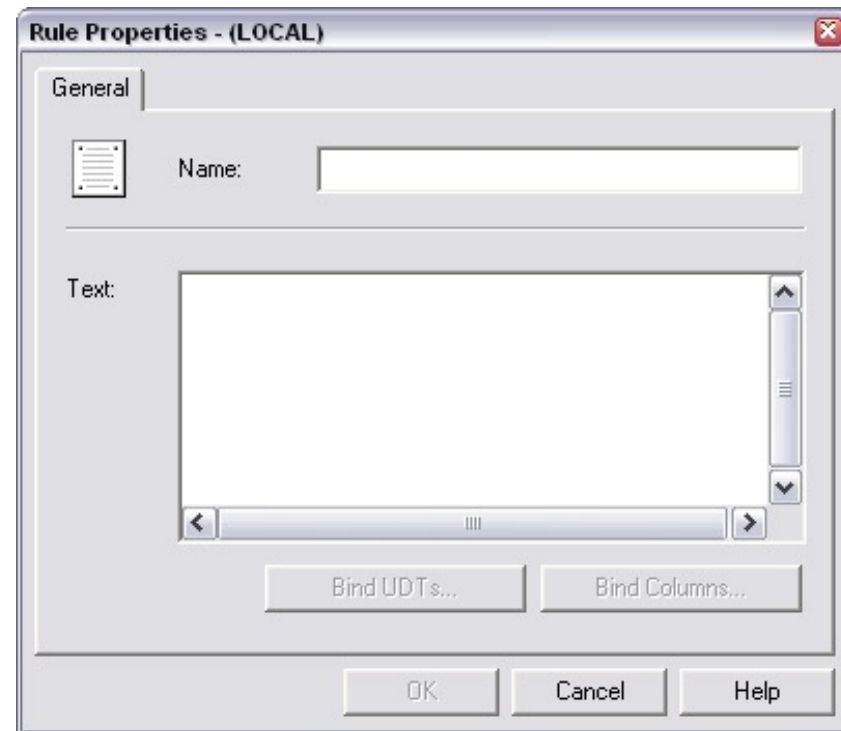 Rule Properties - (LOCAL)
General
Name:
Text:
Bind UDTs... Bind Columns...
OK Cancel Help